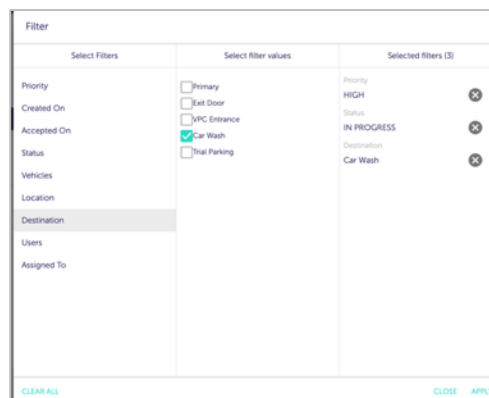 Filter
Select Filters
Select filter values
Selected filters (3)
Priority
Created On
Accepted On
Status
Vehicles
Location
Destination
Users
Assigned To
Primary
Exit Door
VPC Entrance
Car Wash
Trial Parking
Priority
HIGH
Status
IN PROGRESS
Destination
Car Wash
CLEAR ALL
CLOSE
APPLY